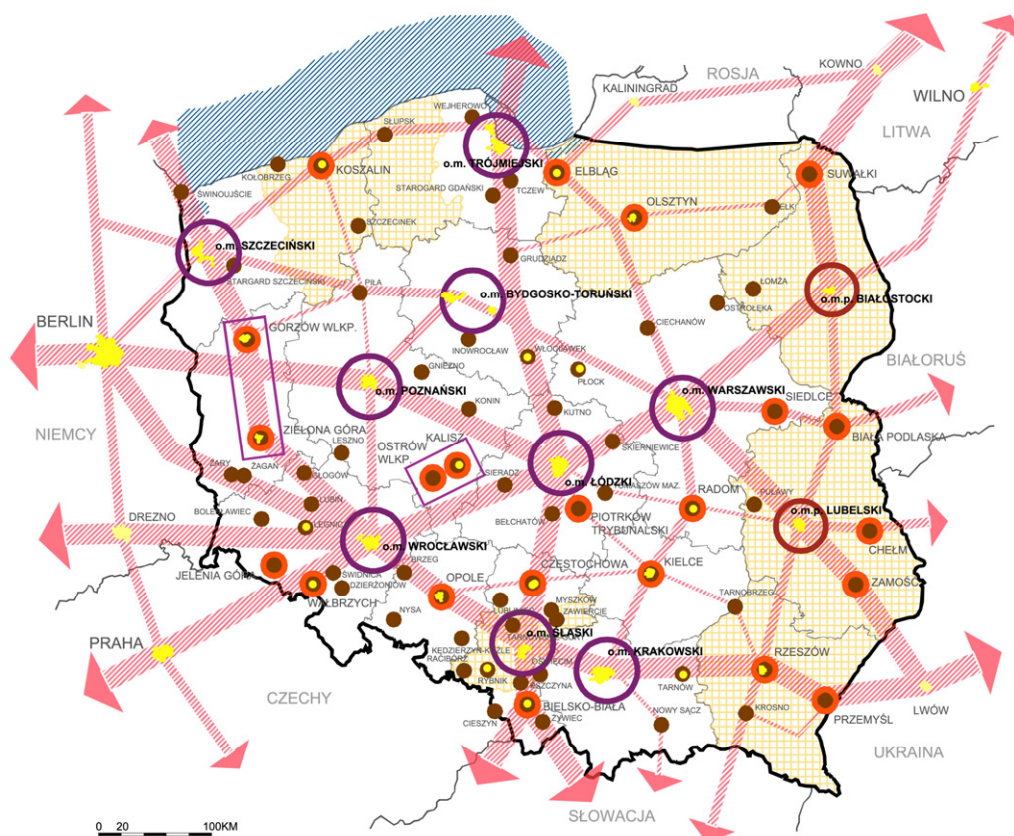 ROSJA
KOWNO
KALININGRAD
WILNO
LITWA
WEJHEROWO
SŁUPSK
o.m. TRÓJMIEJSKI
KOSZALIN
KOŁOBRZEG
ELBLĄG
SUWAŁKI
ŚWINOUJŚCIE
STAROGARD GDAŃSKI
TCZEW
OLSZTYN
EŁK
SZCZECINEK
o.m. SZCZECIŃSKI
GRUDZIĄDZ
STARGARD SZCZECIŃSKI
PIŁA
o.m. BYDGOSKO-TORUŃSKI
ŁOMŻA
o.m.p. BIAŁOSTOCKI
OSTROŁĘKA
BERLIN
GORZÓW WLKP.
CIECHANÓW
INOWROCŁAW
WŁOCŁAWEK
BIAŁORUŚ
GNIEZNO
PŁOCK
o.m. POZNAŃSKI
o.m. WARSZAWSKI
SIEDLCE
KONIN
KUTNO
NIEMCY
ZIELONA GÓRA
BIAŁA PODLASKA
LESZNO
OSTRÓW
WLKP.
KALISZ
SKIERNIEWICE
ŻARY
ŻAGAŃ
GŁOGÓW
SIERADZ
o.m. ŁÓDZKI
TOMASZÓW MAZ.
RADOM
PUŁAWY
LUBIN
BOLESŁAWIEC
o.m.p. LUBELSKI
DREZNO
LEGNICA
BEŁCHATÓW
PIOTRKÓW
TRYBUNALSKI
CHEŁM
o.m. WROCŁAWSKI
BRZEG
JELENIA GÓRA
ŚWIDNICA
DZIERŻONIÓW
WAŁBRZYCH
OPOLE
CZĘSTOCHOWA
KIELCE
ZAMOŚĆ
NYSA
LUBLINIEC
MYSZKÓW
ZAWIERCIE
TARNOBRZEG
PRAHA
o.m. ŚLĄSKI
KĘDZIERZYN-KOŹLE
RACIBÓRZ
o.m. KRAKOWSKI
RZESZÓW
RYBNIK
PSZCZYNA
TARNÓW
CZECHY
BIELSKO-BIAŁA
CIESZYN
ŻYWIEC
NOWY SĄCZ
KROSNO
PRZEMYŚL
LWÓW
UKRAINA
SŁOWACJA
0 20 100KM